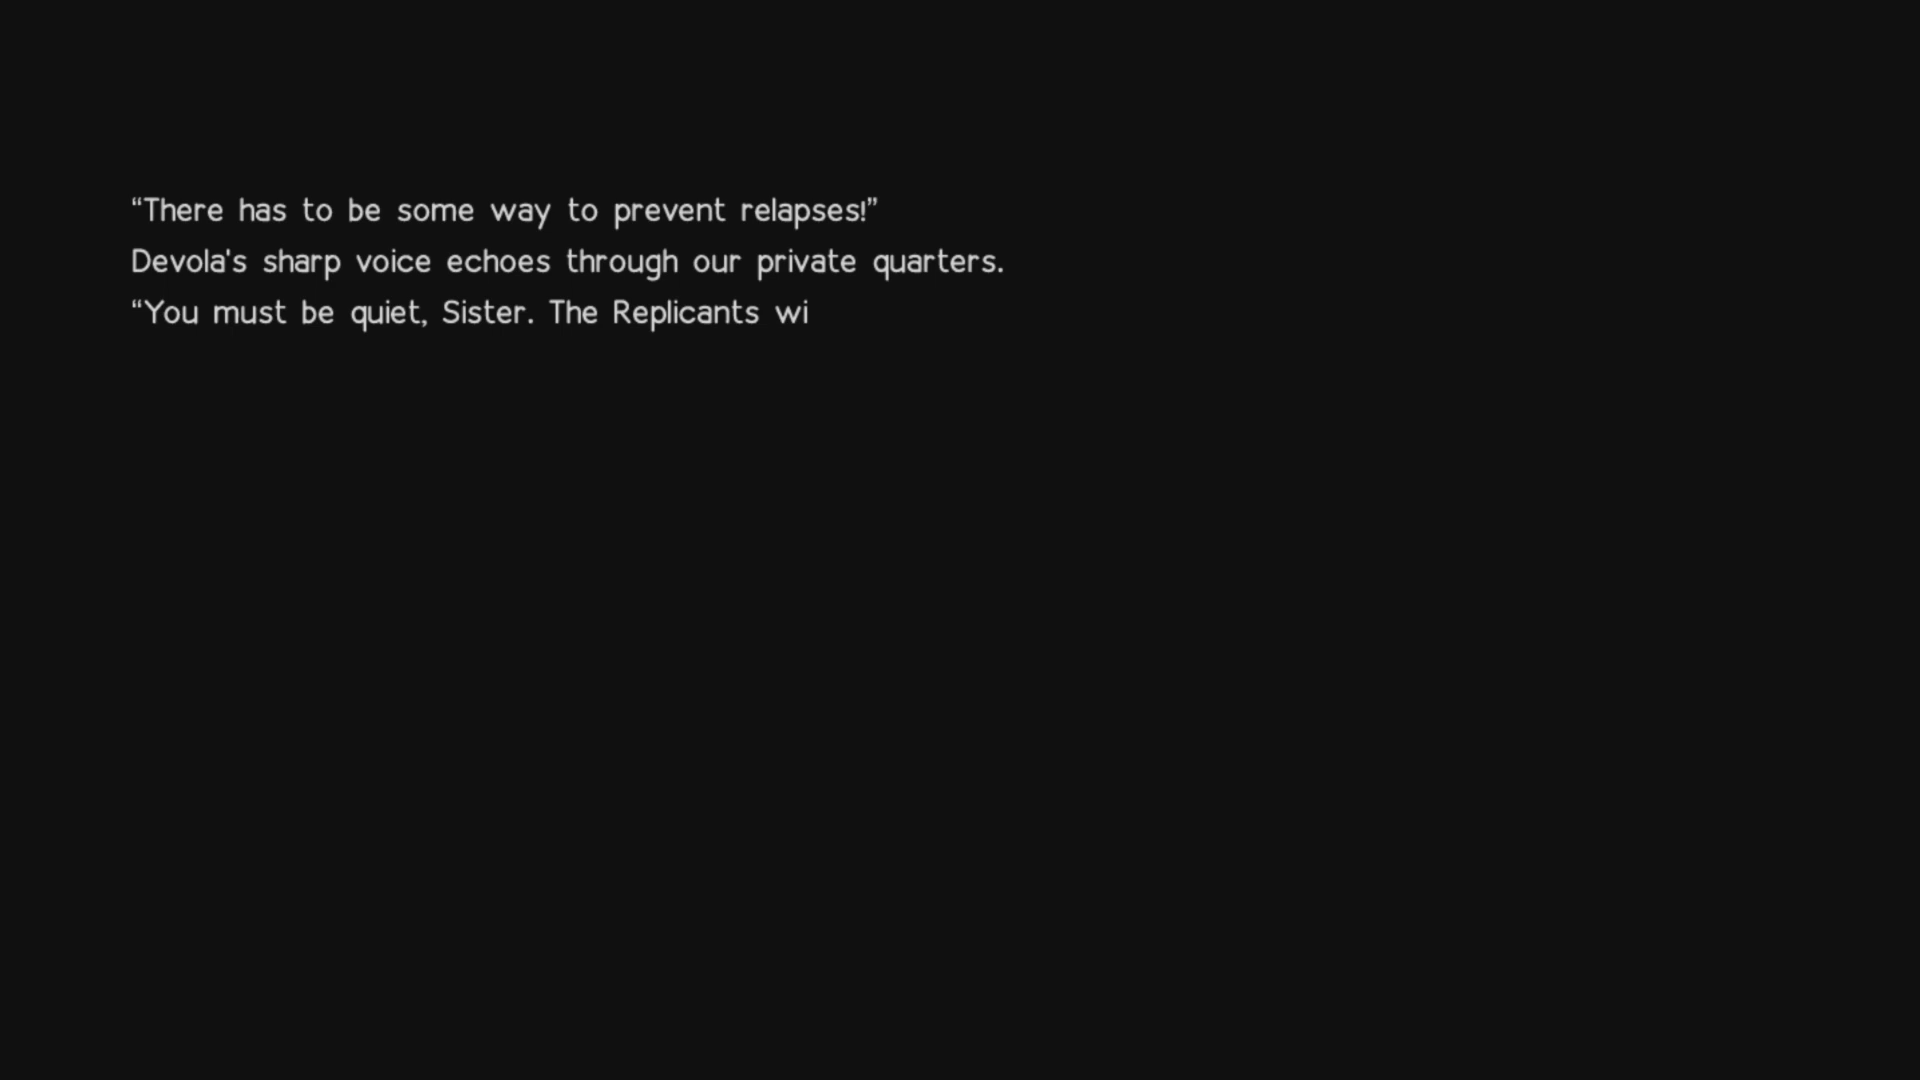 “There has to be some way to prevent relapses!”
Devola's sharp voice echoes through our private quarters.
“You must be quiet, Sister. The Replicants wi